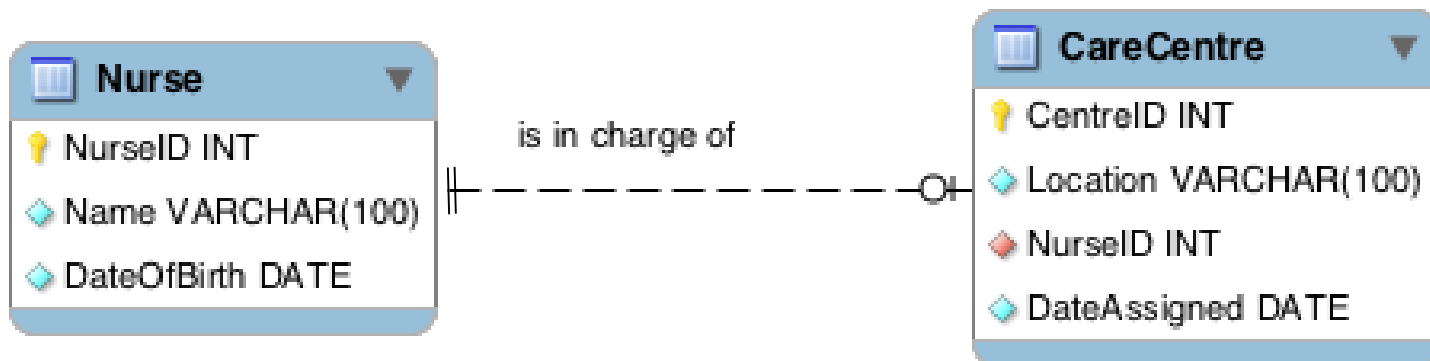 Nurse
NurseID INT
Name VARCHAR(100)
DateOfBirth DATE
is in charge of
CareCentre
CentreID INT
Location VARCHAR(100)
NurseID INT
DateAssigned DATE